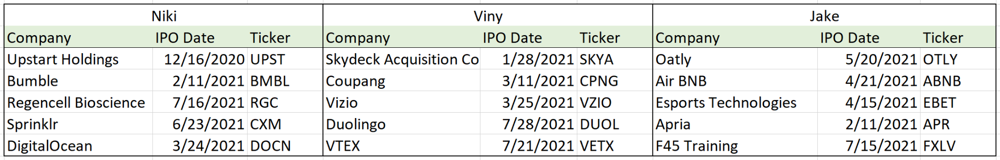 Niki Viny Jake
Company IPO Date Ticker Company IPO Date Ticker Company IPO Date Ticker
Upstart Holdings 12/16/2020 UPST Skydeck Acquisition Co 1/28/2021 SKYA Oatly 5/20/2021 OTLY
Bumble 2/11/2021 BMBL Coupang 3/11/2021 CPNG Air BNB 4/21/2021 ABNB
Regencell Bioscience 7/16/2021 RGC Vizio 3/25/2021 VZIO Esports Technologies 4/15/2021 EBET
Sprinklr 6/23/2021 CXM Duolingo 7/28/2021 DUOL Apria 2/11/2021 APR
DigitalOcean 3/24/2021 DOCN VTEX 7/21/2021 VETX F45 Training 7/15/2021 FXLV